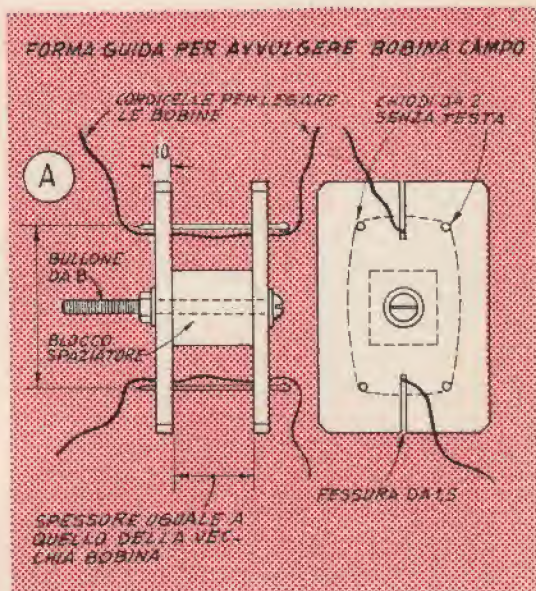 FORMA GUIDA PER AVVOLGERE BOBINA CAMPO
CORDICELLE PER LEGARE
LE BOBINE
CHIODI DA 2
SENZA TESTA
10
A
BULLONE
DA 8
BLOCCO
SPAZIATORE
FESSURA DA 1,5
SPESSORE UGUALE A
QUELLO DELLA VEC-
CHIA BOBINA